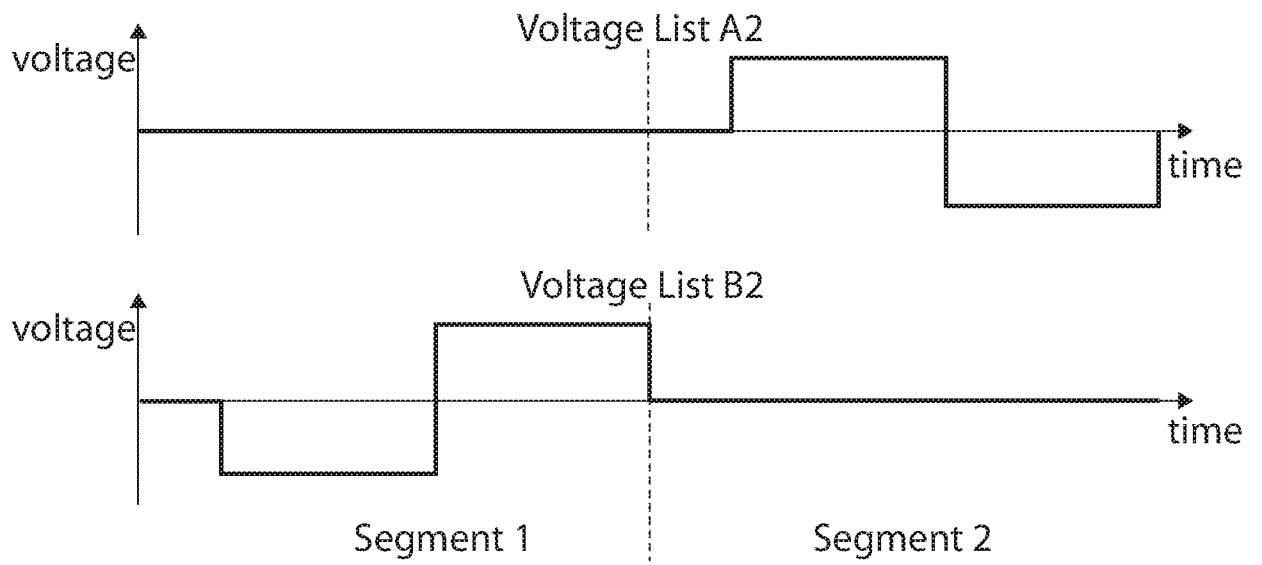 Voltage List A2
voltage
time
Voltage List B2
voltage
time
Segment 1
Segment 2